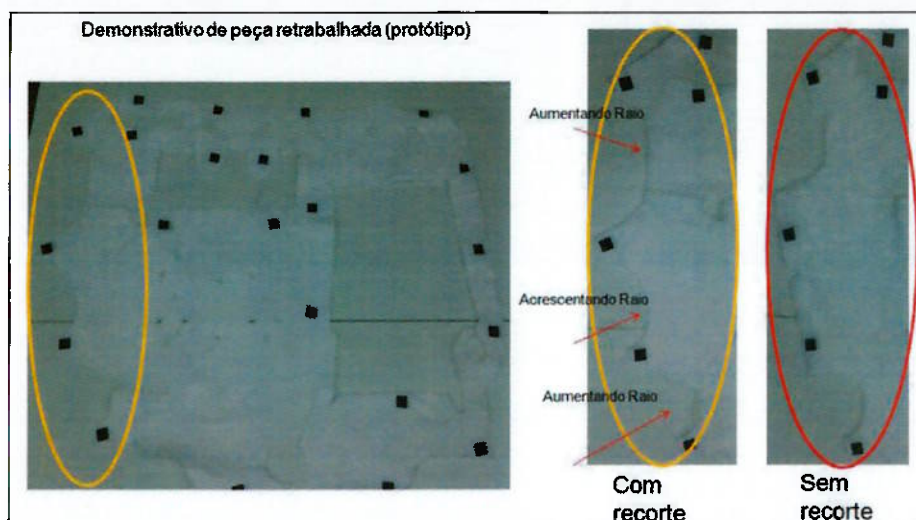 Demonstrativo de peça retrabalhada (protótipo)
Aumentando Raio
Acrescentando Raio
Aumentando Raio
Com
recorte
Sem
recorte